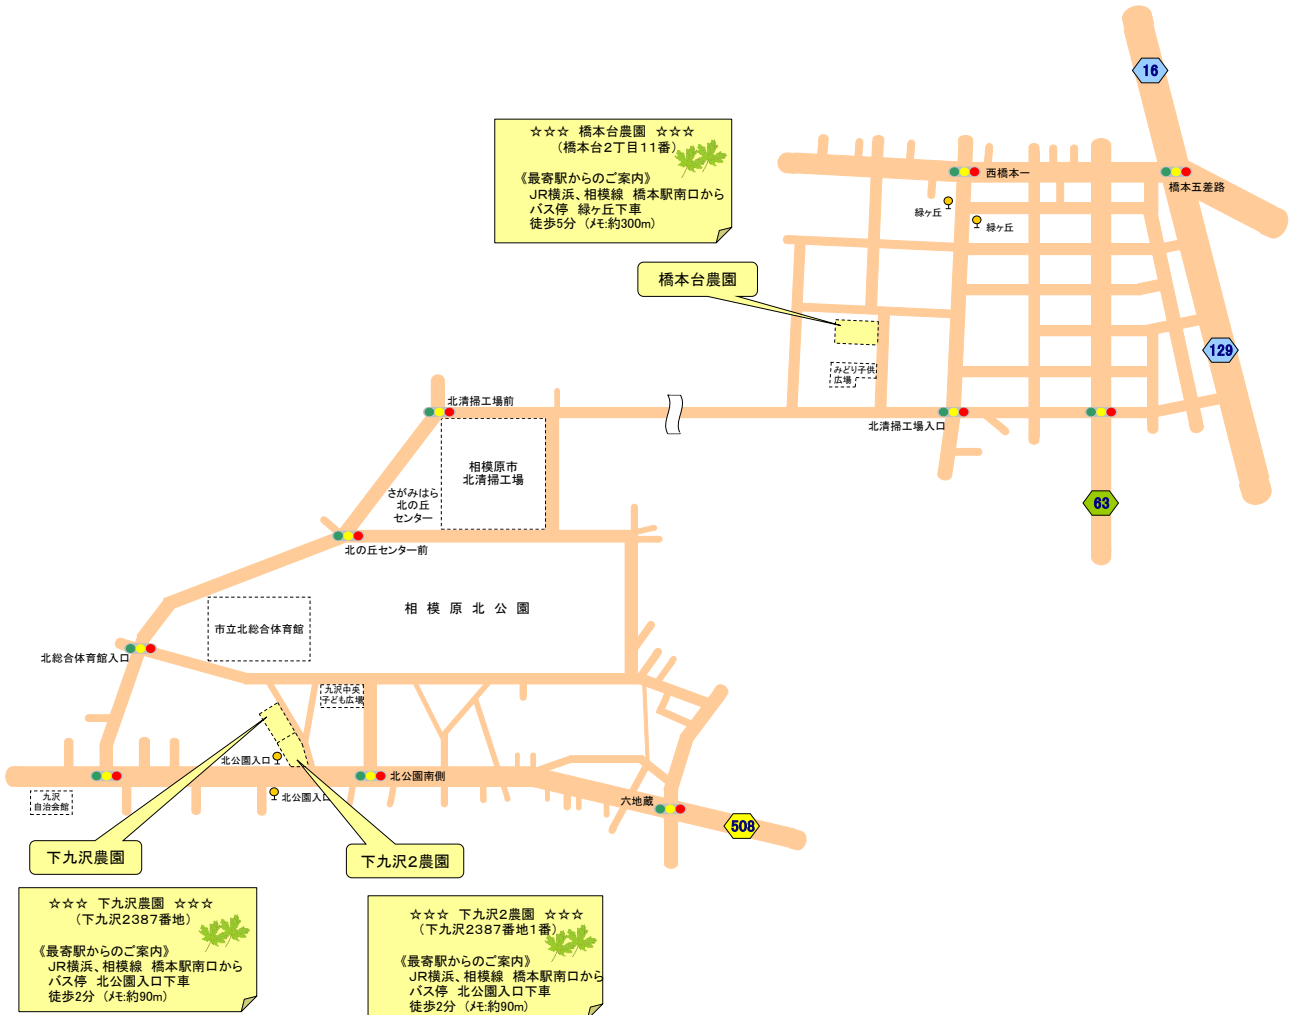 16
☆☆☆ 橋本台農園 ☆☆☆
（橋本台2丁目11番）
《最寄駅からのご案内》
JR横浜、相模線 橋本駅南口から
バス停 緑ヶ丘下車
徒歩5分 （メモ:約300m）
西橋本一
橋本五差路
緑ヶ丘
緑ヶ丘
橋本台農園
129
みどり子供
広場
北清掃工場前
北清掃工場入口
相模原市
北清掃工場
さがみはら
北の丘
センター
63
北の丘センター前
相模原北公園
市立北総合体育館
北総合体育館入口
九沢中央
子ども広場
北公園入口
北公園南側
九沢
自治会館
北公園入口
六地蔵
508
下九沢農園
下九沢2農園
☆☆☆ 下九沢農園 ☆☆☆
（下九沢2387番地）
《最寄駅からのご案内》
JR横浜、相模線 橋本駅南口から
バス停 北公園入口下車
徒歩2分 （メモ:約90m）
☆☆☆ 下九沢2農園 ☆☆☆
（下九沢2387番地1番）
《最寄駅からのご案内》
JR横浜、相模線 橋本駅南口から
バス停 北公園入口下車
徒歩2分 （メモ:約90m）